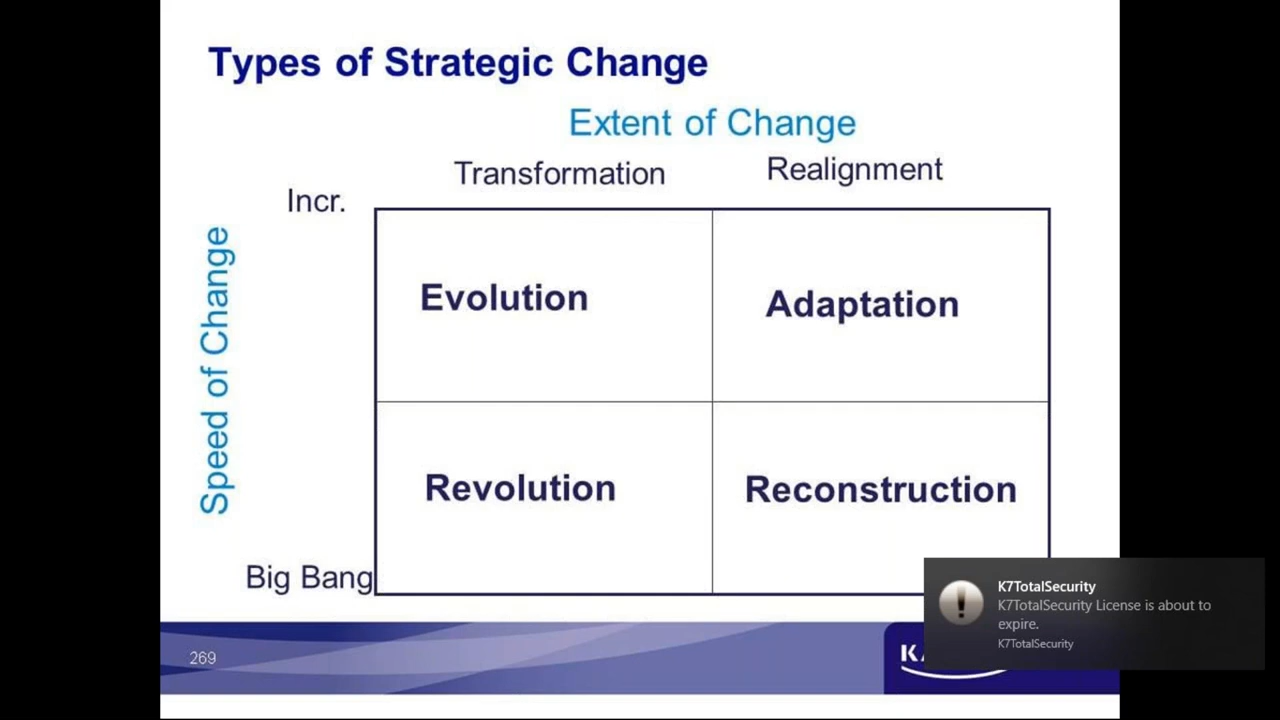 Types of Strategic Change
Extent of Change
Transformation
Realignment
Incr.
Speed of Change
Evolution
Adaptation
Revolution
Reconstruction
Big Bang
K7TotalSecurity
K7TotalSecurity License is about to
expire.
K7TotalSecurity
269